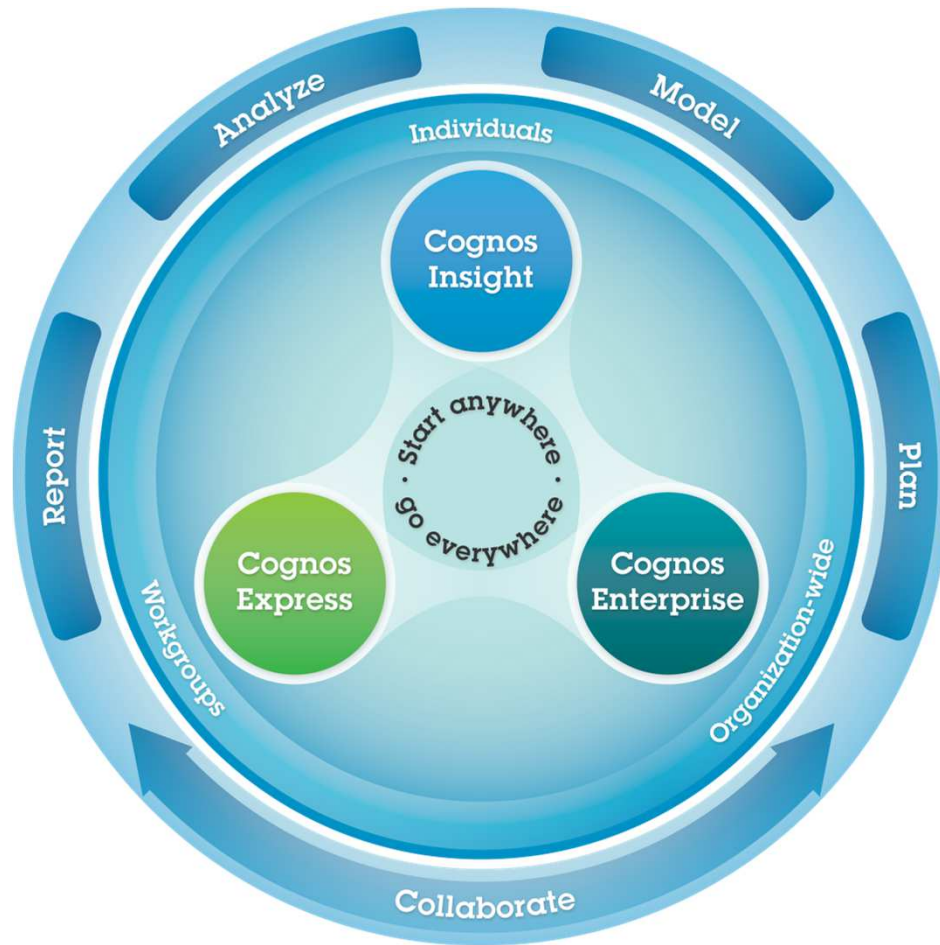 Analyze
Model
Individuals
Cognos
Insight
· Start anywhere ·
go everywhere
Report
Plan
Cognos
Express
Cognos
Enterprise
Workgroups
Organization-wide
Collaborate